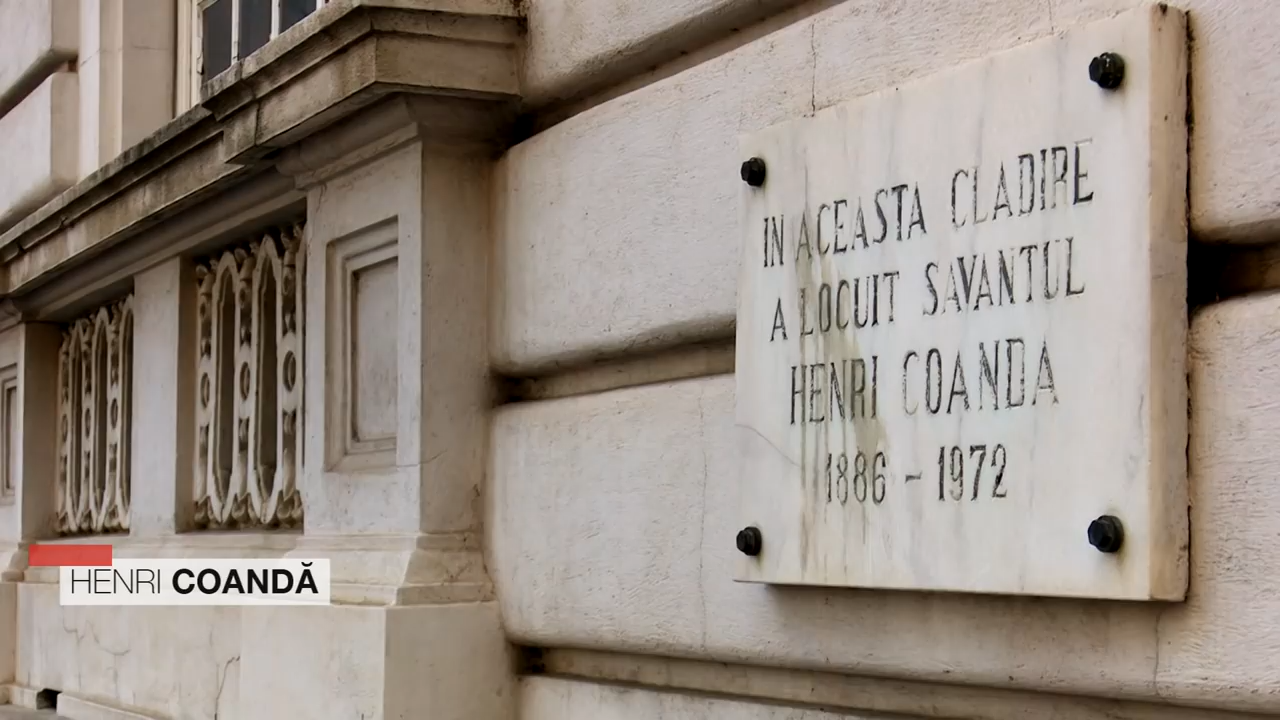 IN ACEASTA CLADIRE
A LOCUIT SAVANTUL
HENRI COANDA
1886 - 1972
HENRI COANDĂ